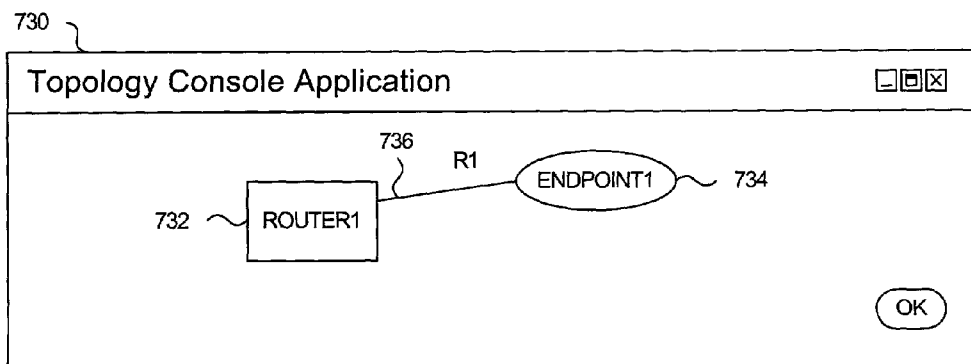 730
Topology Console Application
736
R1
ENDPOINT1
734
732
ROUTER1
OK